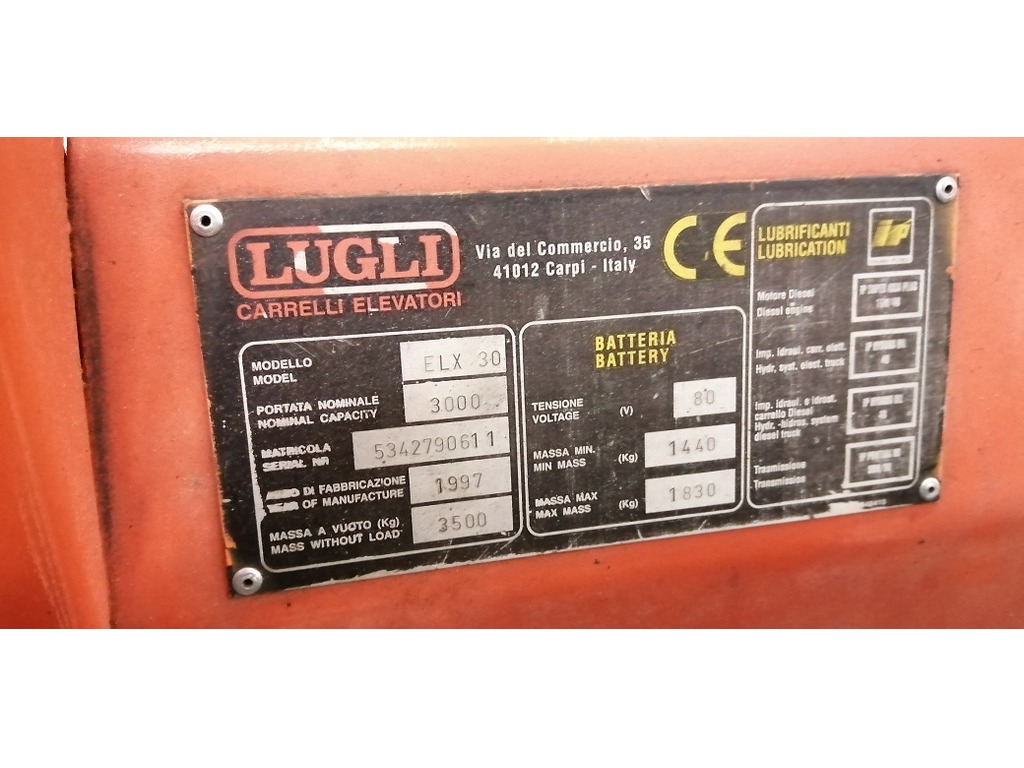 LUGLI
CARRELLI ELEVATORI
Via del Commercio, 35
41012 Carpi - Italy
CE
MODELLO
MODEL
ELX 30
PORTATA NOMINALE
NOMINAL CAPACITY
3000
MATRICOLA
SERIAL NR
53427906 11
DI FABBRICAZIONE
OF MANUFACTURE
1997
MASSA A VUOTO (Kg)
MASS WITHOUT LOAD
3500
BATTERIA
BATTERY
TENSIONE
VOLTAGE
(V)
80
MASSA MIN.
MIN MASS
(Kg)
1440
MASSA MAX
MAX MASS
(Kg)
1830
LUBRIFICANTI
LUBRICATION
IP
Motore Diesel
Diesel engine
Imp. idraul. carr. elett.
Hydr. syst. elect. truck
Imp. idraul. e idrost.
carrello Diesel
Hydr. -hidros. system
diesel truck
Trasmissione
Transmission